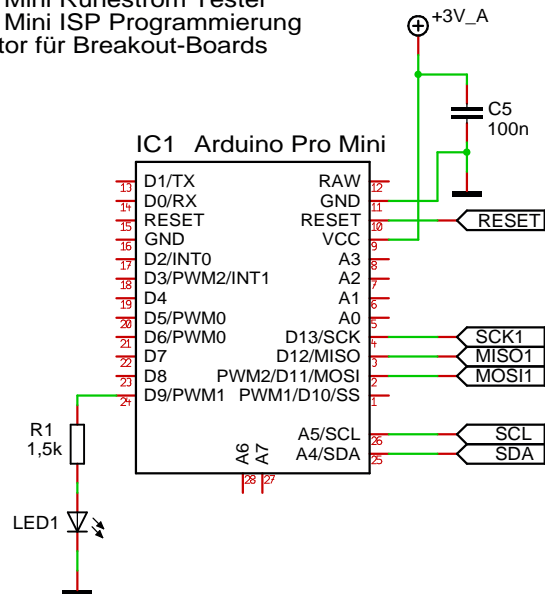 Mini Ruhestrom Tester
Mini ISP Programmierung
tor für Breakout-Boards
+3V_A
C5
100n
IC1 Arduino Pro Mini
13 D1/TX RAW 12
14 D0/RX GND 11
15 RESET RESET 10 RESET
16 GND VCC 9
17 D2/INT0 A3 8
18 D3/PWM2/INT1 A2 7
19 D4 A1 6
20 D5/PWM0 A0 5
21 D6/PWM0 D13/SCK 4 SCK1
22 D7 D12/MISO 3 MISO1
23 D8 PWM2/D11/MOSI 2 MOSI1
24 D9/PWM1 PWM1/D10/SS 1
R1
1,5k
A5/SCL 26 SCL
A4/SDA 25 SDA
A6 A7
28 27
LED1